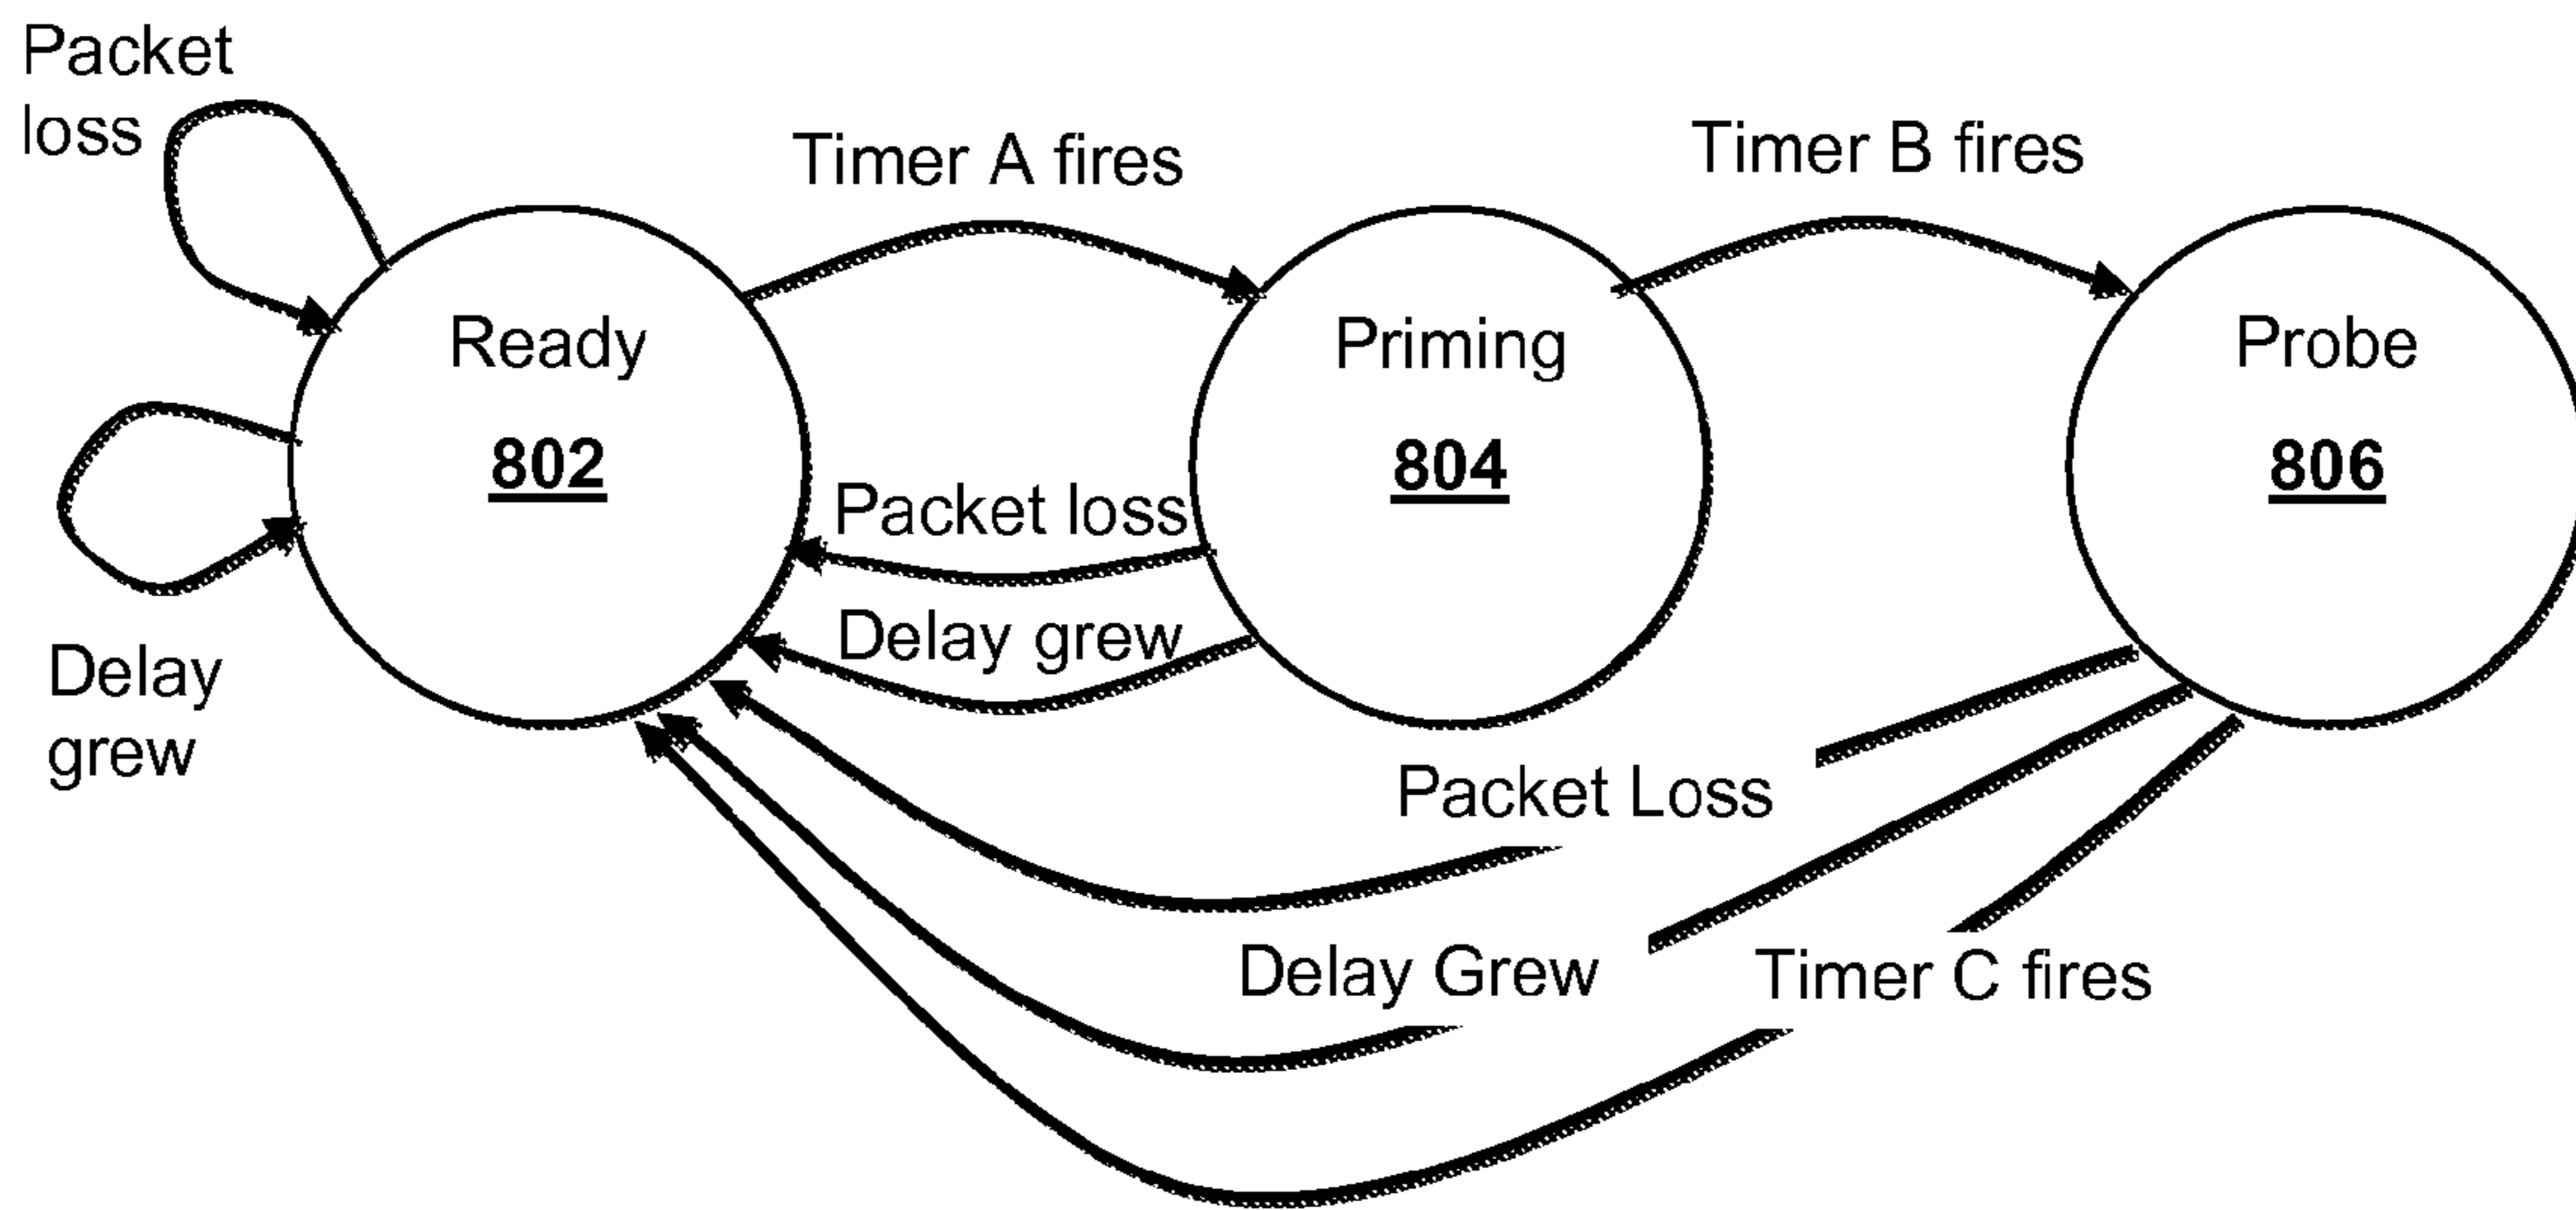 Packet
loss
Timer A fires
Timer B fires
Ready
802
Priming
804
Probe
806
Packet loss
Delay grew
Delay
grew
Packet Loss
Delay Grew
Timer C fires